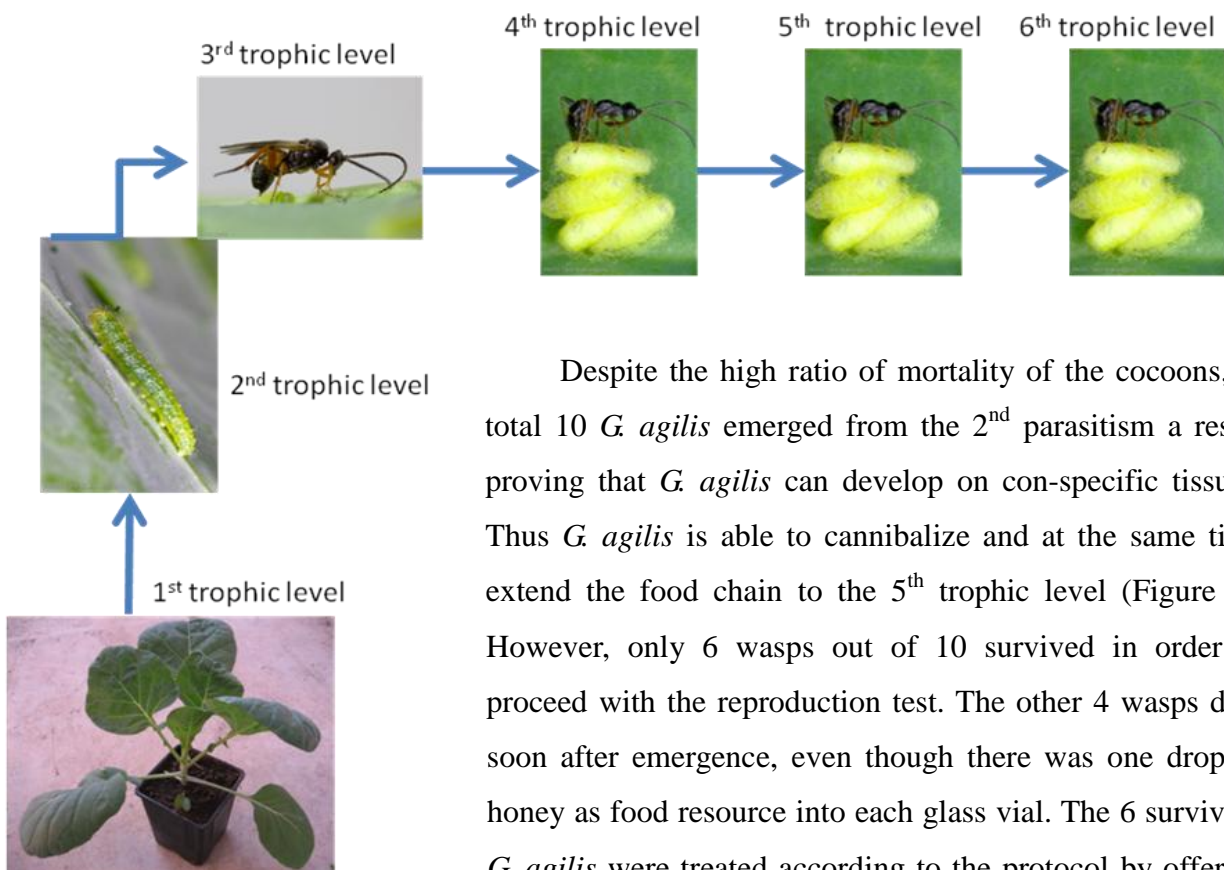 4th trophic level 5th trophic level 6th trophic level
3rd trophic level
2nd trophic level
1st trophic level
Despite the high ratio of mortality of the cocoons,
total 10 G. agilis emerged from the 2nd parasitism a
proving that G. agilis can develop on con-specific
Thus G. agilis is able to cannibalize and at the same
extend the food chain to the 5th trophic level (Figure
However, only 6 wasps out of 10 survived in order
proceed with the reproduction test. The other 4 wasps
soon after emergence, even though there was one drop
honey as food resource into each glass vial. The 6
G. agilis were treated according to the protocol by